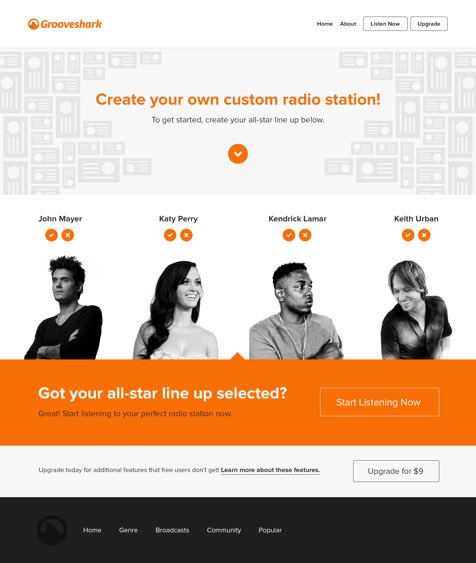 Grooveshark
Home About Listen Now Upgrade
Create your own custom radio station!
To get started, create your all-star line up below.
John Mayer Katy Perry Kendrick Lamar Keith Urban
Got your all-star line up selected?
Great! Start listening to your perfect radio station now.
Start Listening Now
Upgrade today for additional features that free users don't get! Learn more about these features.
Upgrade for $9
Home Genre Broadcasts Community Popular